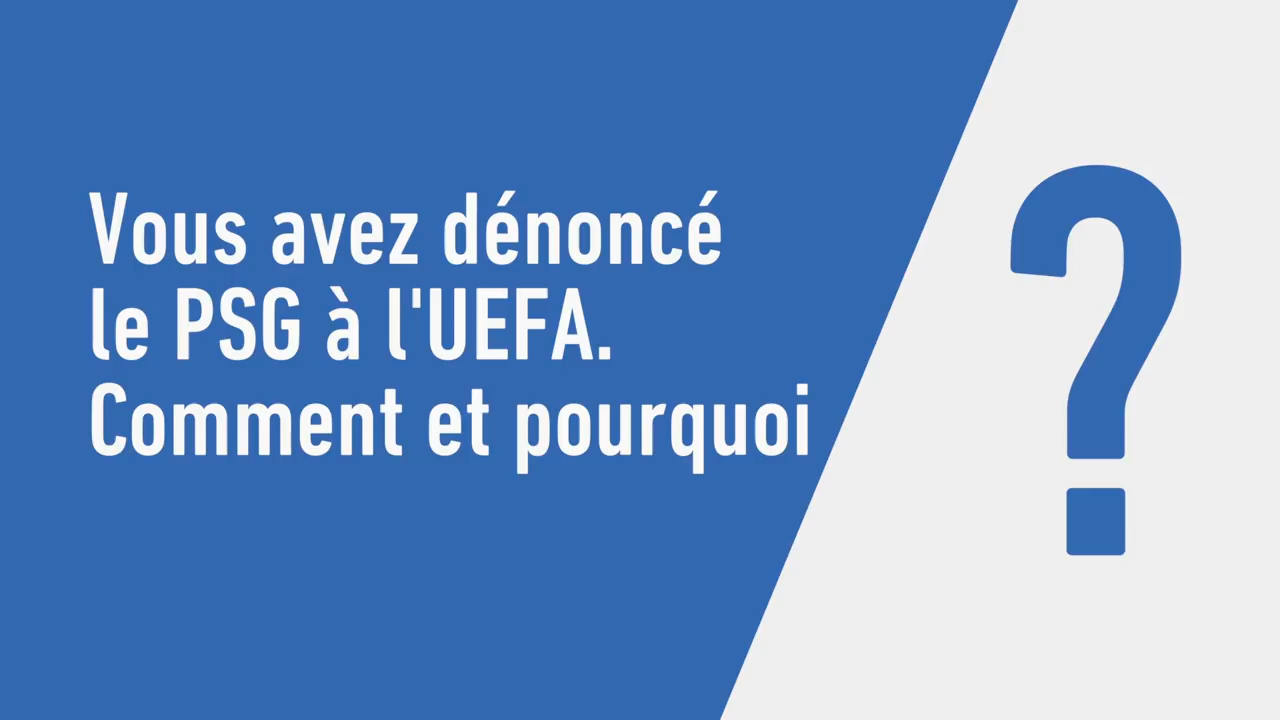 Vous avez dénoncé
le PSG à l'UEFA.
Comment et pourquoi
?